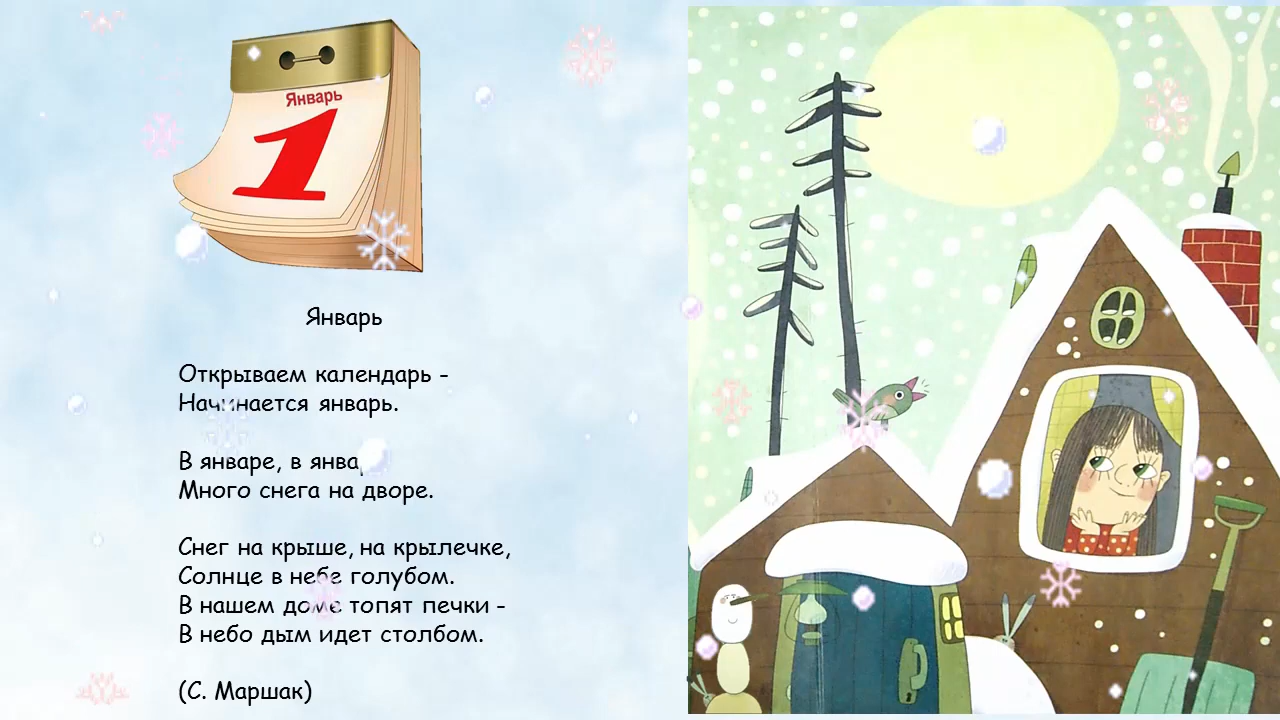 Январь
1
Январь
Открываем календарь -
Начинается январь.
В январе, в янва
Много снега на дворе.
Снег на крыше, на крылечке,
Солнце в небе голубом.
В нашем доме топят печки -
В небо дым идет столбом.
(С. Маршак)